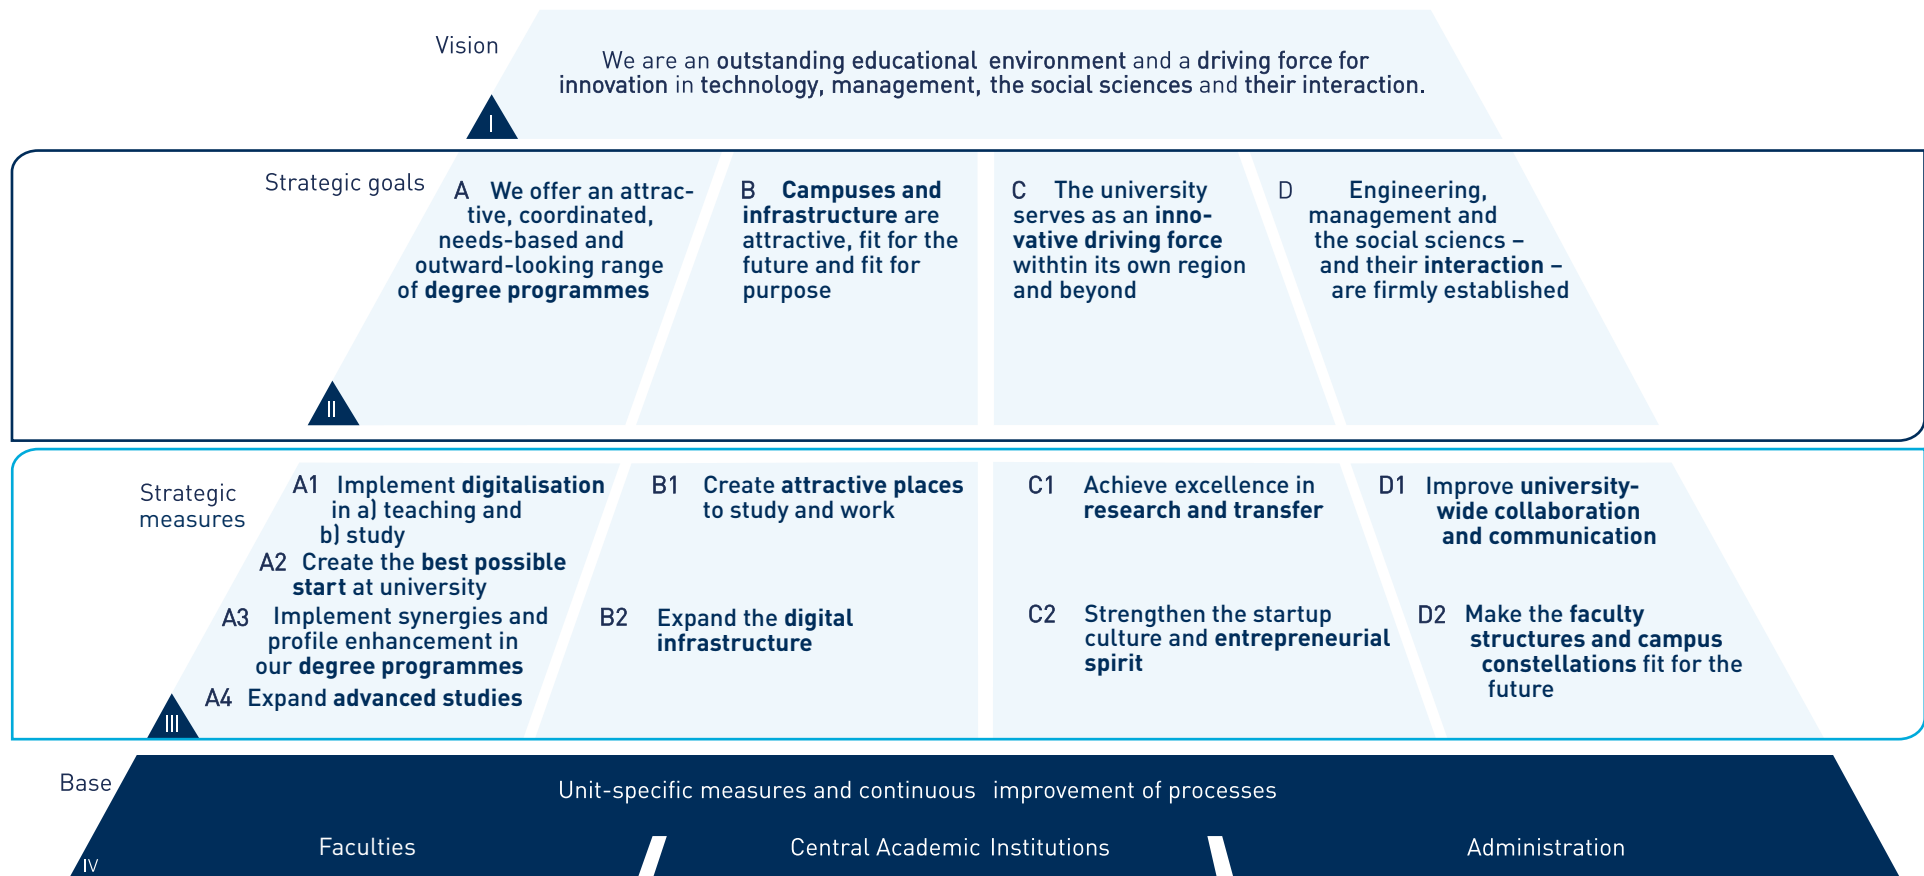 Vision
We are an outstanding educational environment and a driving force for
innovation in technology, management, the social sciences and their interaction.
I
Strategic goals
A We offer an attrac-
tive, coordinated,
needs-based and
outward-looking range
of degree programmes
B Campuses and
infrastructure are
attractive, fit for the
future and fit for
purpose
C The university
serves as an inno-
vative driving force
withtin its own region
and beyond
D Engineering,
management and
the social sciencs –
and their interaction –
are firmly established
II
Strategic
measures
A1 Implement digitalisation
in a) teaching and
b) study
A2 Create the best possible
start at university
A3 Implement synergies and
profile enhancement in
our degree programmes
A4 Expand advanced studies
B1 Create attractive places
to study and work
B2 Expand the digital
infrastructure
C1 Achieve excellence in
research and transfer
C2 Strengthen the startup
culture and entrepreneurial
spirit
D1 Improve university-
wide collaboration
and communication
D2 Make the faculty
structures and campus
constellations fit for the
future
III
Base
Unit-specific measures and continuous improvement of processes
Faculties
Central Academic Institutions
Administration
IV